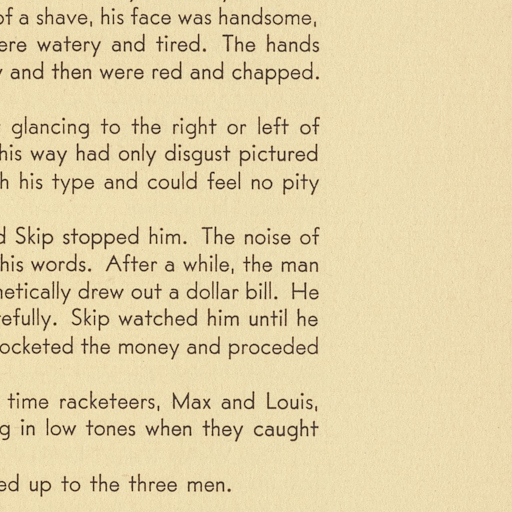 of a shave, his face was handsome,
ere watery and tired. The hands
and then were red and chapped.
glancing to the right or left of
his way had only disgust pictured
h his type and could feel no pity
d Skip stopped him. The noise of
his words. After a while, the man
hetically drew out a dollar bill. He
efully. Skip watched him until he
ocketed the money and proceded
time racketeers, Max and Louis,
g in low tones when they caught
ed up to the three men.